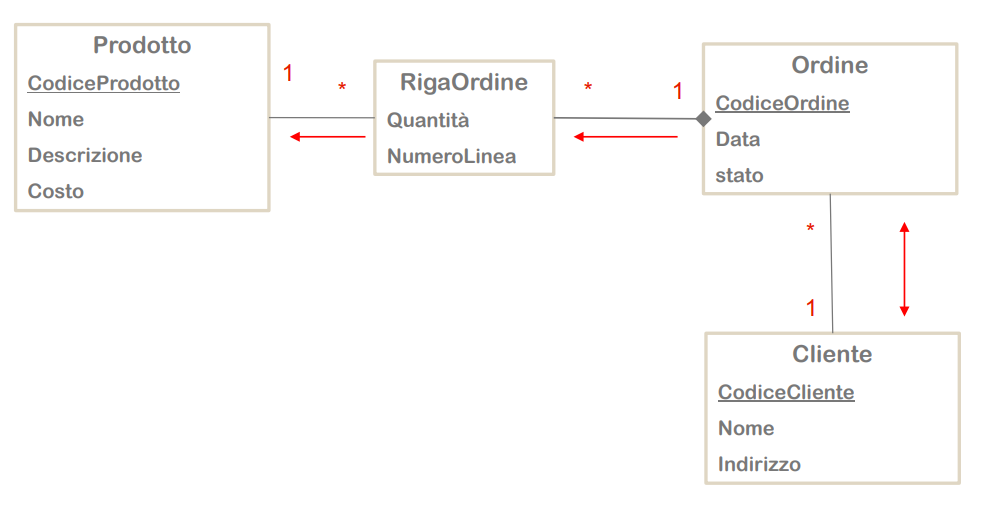 Prodotto
CodiceProdotto
Nome
Descrizione
Costo
1
*
RigaOrdine
Quantità
NumeroLinea
*
1
Ordine
CodiceOrdine
Data
stato
*
1
Cliente
CodiceCliente
Nome
Indirizzo